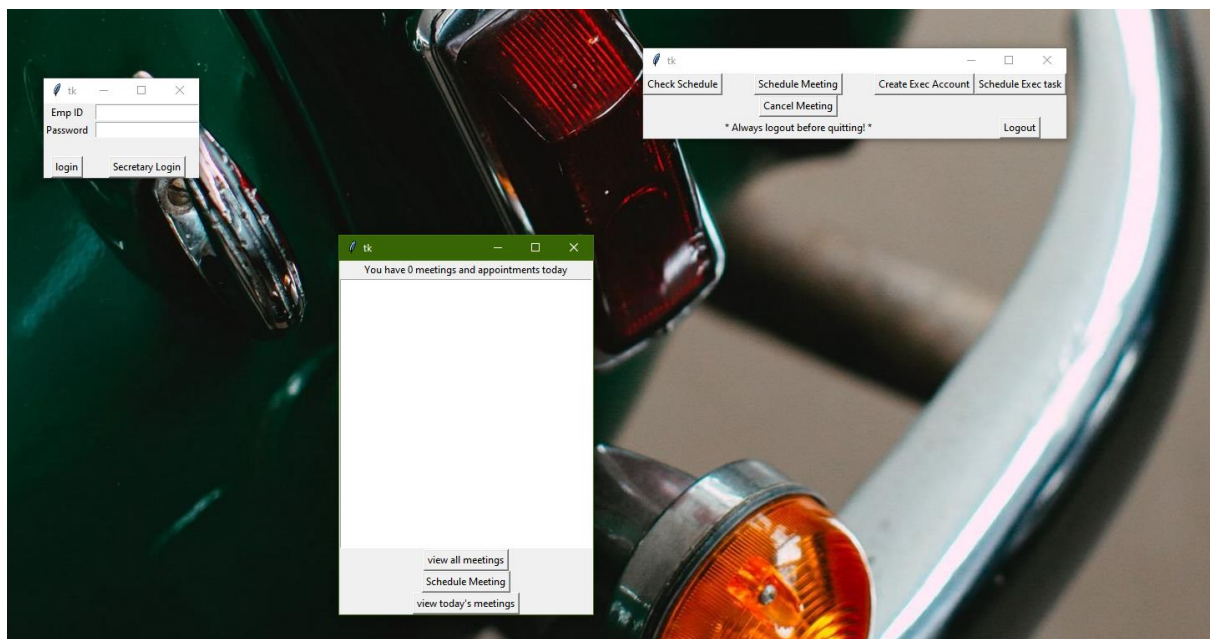 tk
Emp ID
Password
login Secretary Login
tk
Check Schedule Schedule Meeting Create Exec Account Schedule Exec task
Cancel Meeting
* Always logout before quitting! * Logout
tk
You have 0 meetings and appointments today
view all meetings
Schedule Meeting
view today's meetings